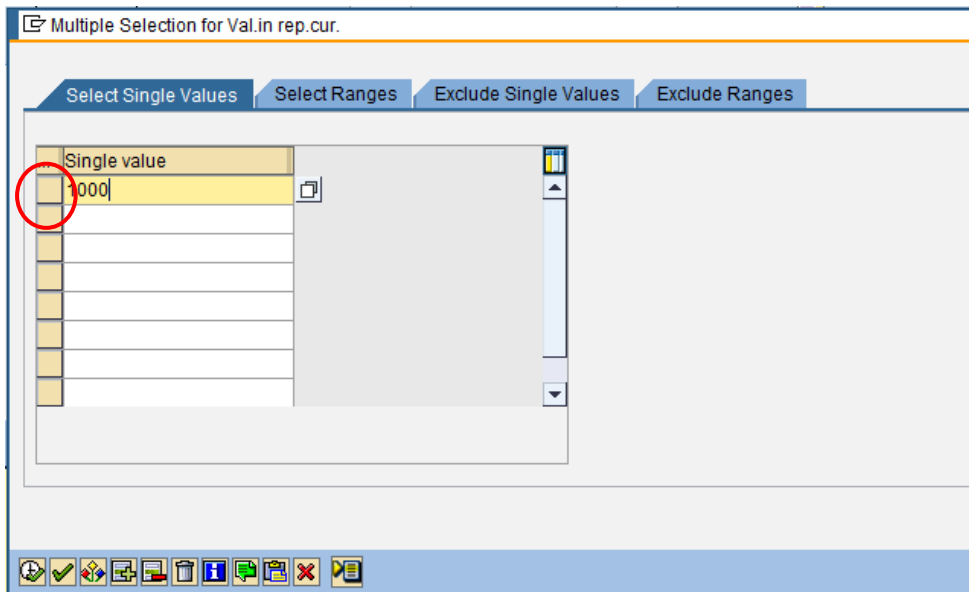 Multiple Selection for Val.in rep.cur.
Select Single Values Select Ranges Exclude Single Values Exclude Ranges
... Single value
1000